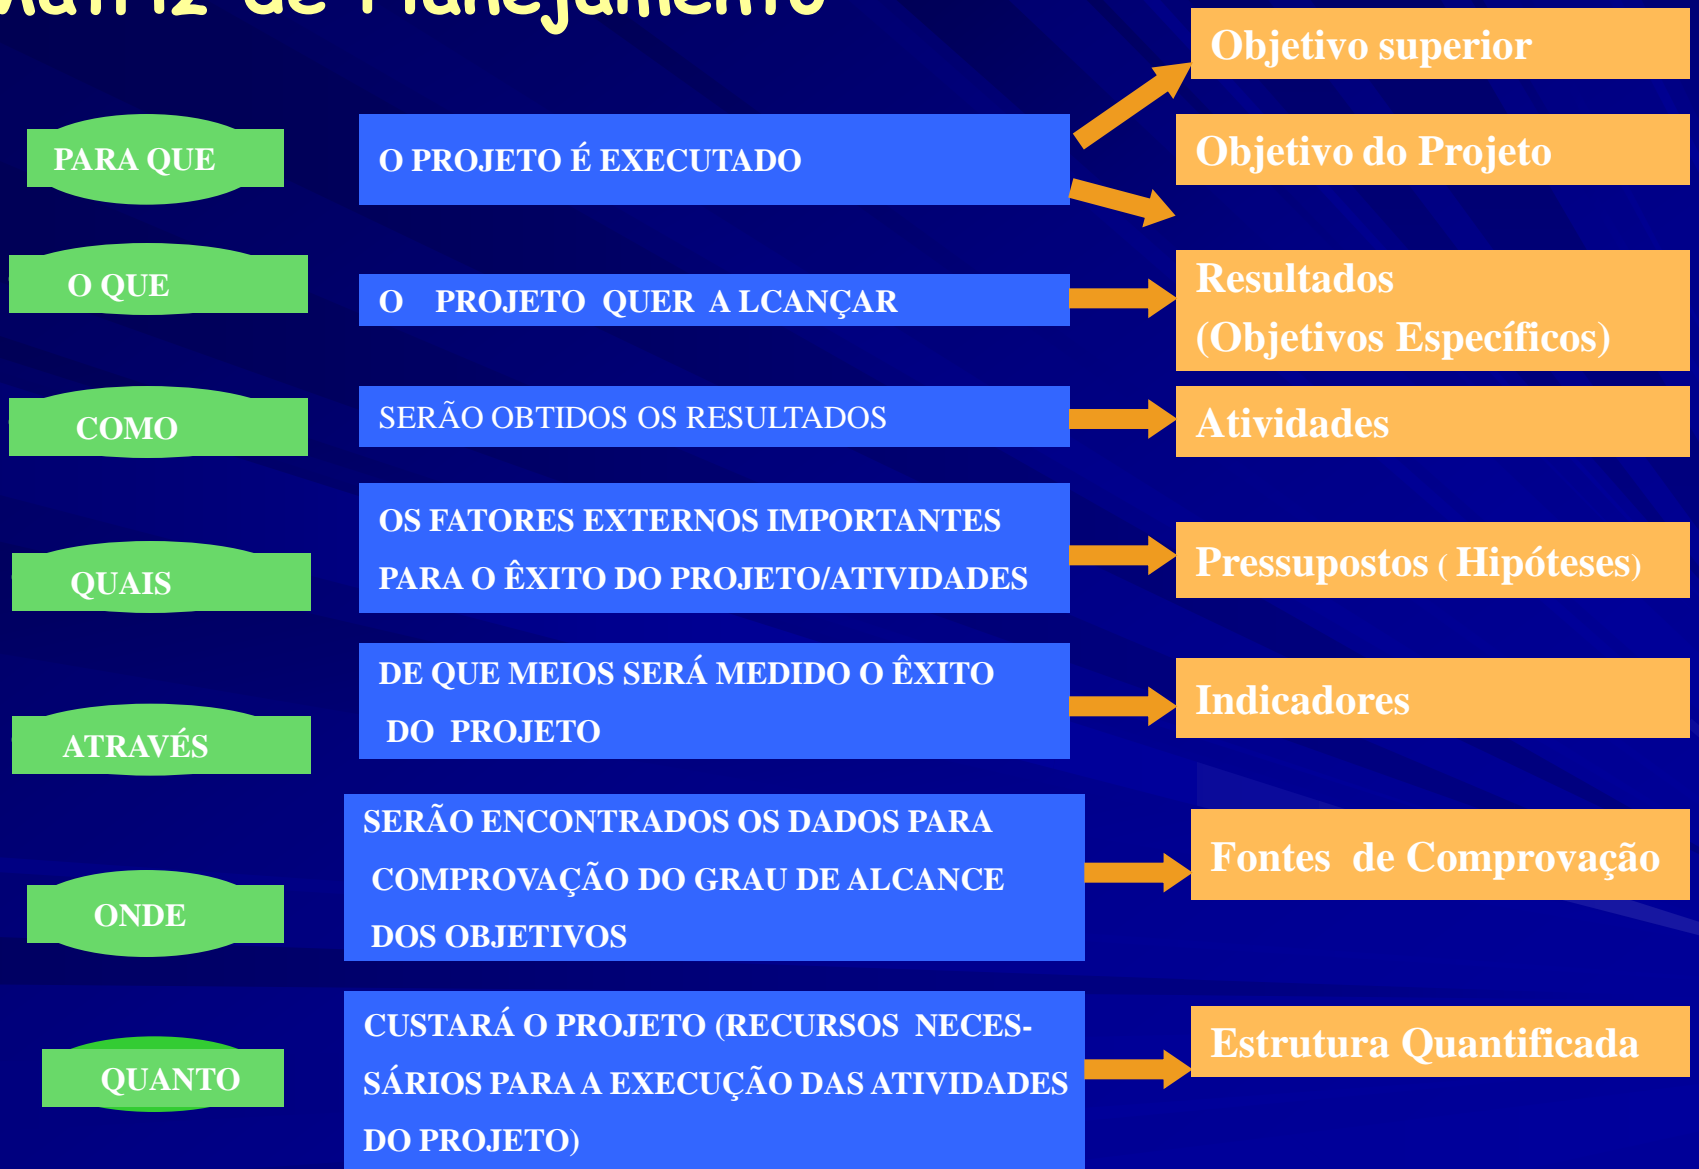 Matriz de Planejamento
Objetivo superior
PARA QUE
O PROJETO É EXECUTADO
Objetivo do Projeto
O QUE
O PROJETO QUER A LCANÇAR
Resultados
(Objetivos Específicos)
COMO
SERÃO OBTIDOS OS RESULTADOS
Atividades
QUAIS
OS FATORES EXTERNOS IMPORTANTES
PARA O ÊXITO DO PROJETO/ATIVIDADES
Pressupostos ( Hipóteses)
ATRAVÉS
DE QUE MEIOS SERÁ MEDIDO O ÊXITO
DO PROJETO
Indicadores
ONDE
SERÃO ENCONTRADOS OS DADOS PARA
COMPROVAÇÃO DO GRAU DE ALCANCE
DOS OBJETIVOS
Fontes de Comprovação
QUANTO
CUSTARÁ O PROJETO (RECURSOS NECES-
SÁRIOS PARA A EXECUÇÃO DAS ATIVIDADES
DO PROJETO)
Estrutura Quantificada